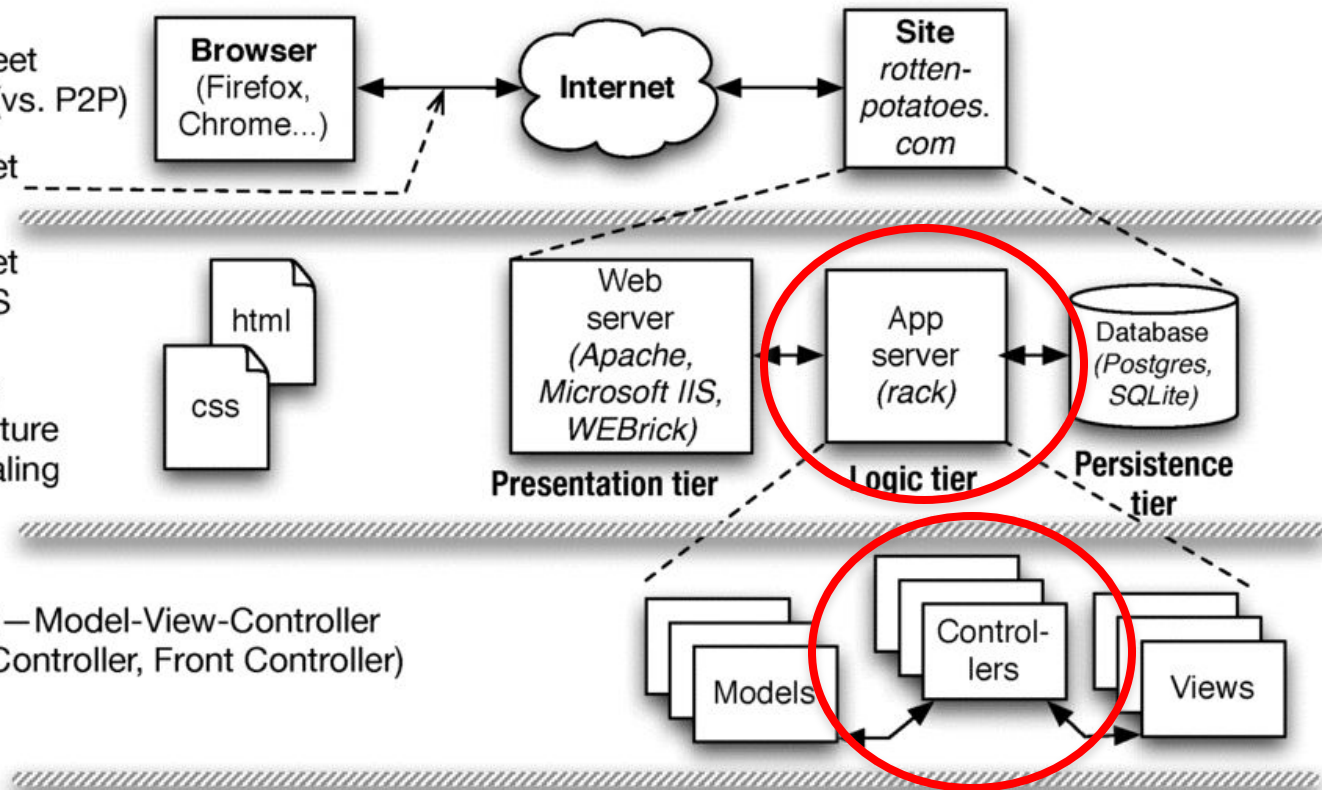 eet
(vs. P2P)
et
Browser
(Firefox,
Chrome...)
Internet
Site
rotten-
potatoes.
com
et
S
ture
aling
html
css
Web
server
(Apache,
Microsoft IIS,
WEBrick)
Presentation tier
App
server
(rack)
Logic tier
Database
(Postgres,
SQLite)
Persistence
tier
—Model-View-Controller
Controller, Front Controller)
Models
Control-
lers
Views